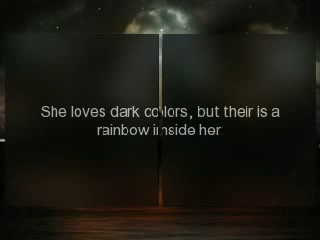 She loves dark colors, but their is a
rainbow inside her.